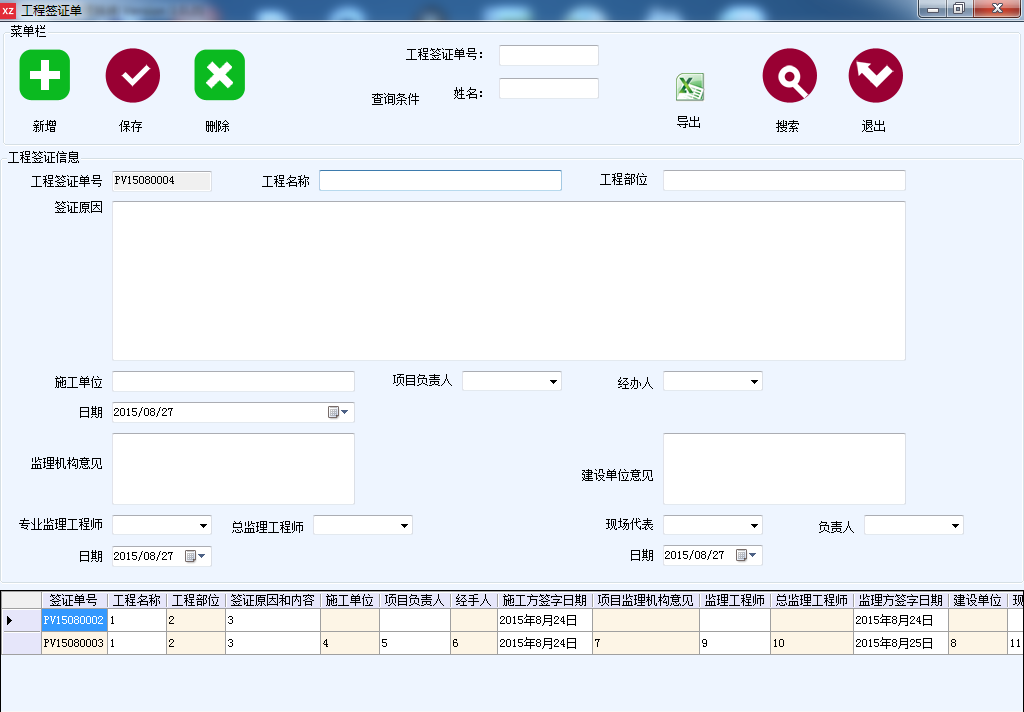 XZ 工程签证单
菜单栏
新增 保存 删除 查询条件 工程签证单号: 姓名: 导出 搜索 退出
工程签证信息
工程签证单号 PV15080004 工程名称 工程部位
签证原因
施工单位 项目负责人 经办人
日期 2015/08/27
监理机构意见 建设单位意见
专业监理工程师 总监理工程师 现场代表 负责人
日期 2015/08/27 日期 2015/08/27
签证单号 工程名称 工程部位 签证原因和内容 施工单位 项目负责人 经手人 施工方签字日期 项目监理机构意见 监理工程师 总监理工程师 监理方签字日期 建设单位 现
PV15080002 1 2 3 2015年8月24日 2015年8月24日
PV15080003 1 2 3 4 5 6 2015年8月24日 7 9 10 2015年8月25日 8 11